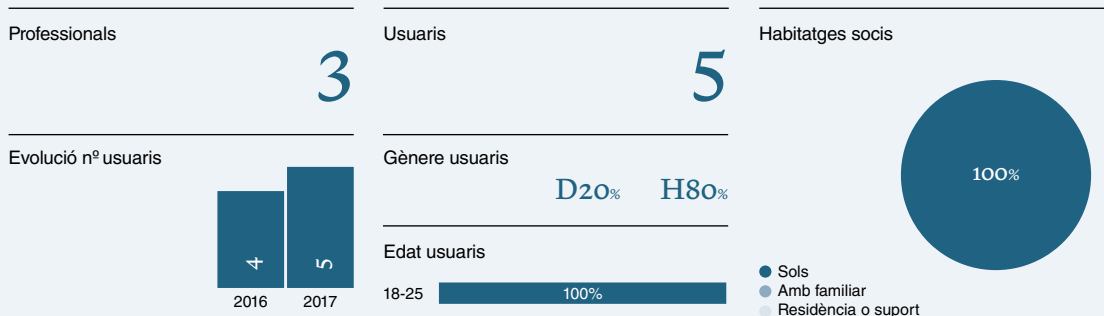 Professionals
3
Evolució nº usuaris
4
5
2016
2017
Usuaris
5
Gènere usuaris
D20% H80%
Edat usuaris
18-25 100%
Habitatges socis
100%
Sols
Amb familiar
Residència o suport